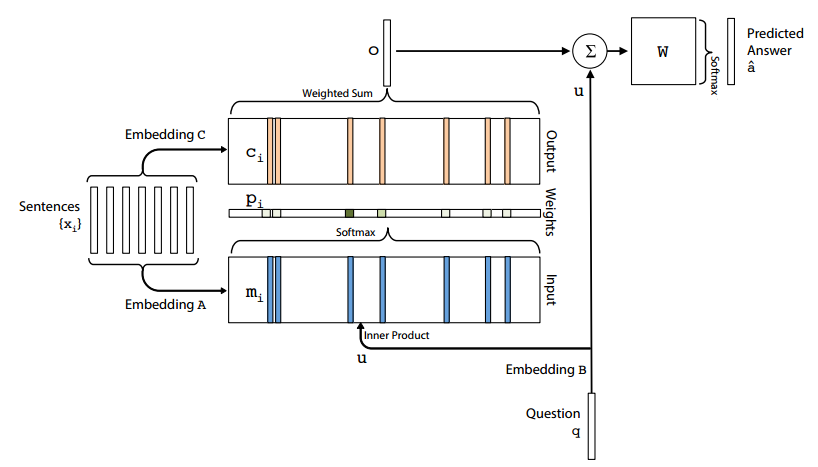 O
Σ
W
Softmax
Predicted
Answer
â
u
Weighted Sum
Embedding C
c_i
Output
Sentences
{x_i}
p_i
Weights
Softmax
Embedding A
m_i
Input
Inner Product
u
Embedding B
Question
q